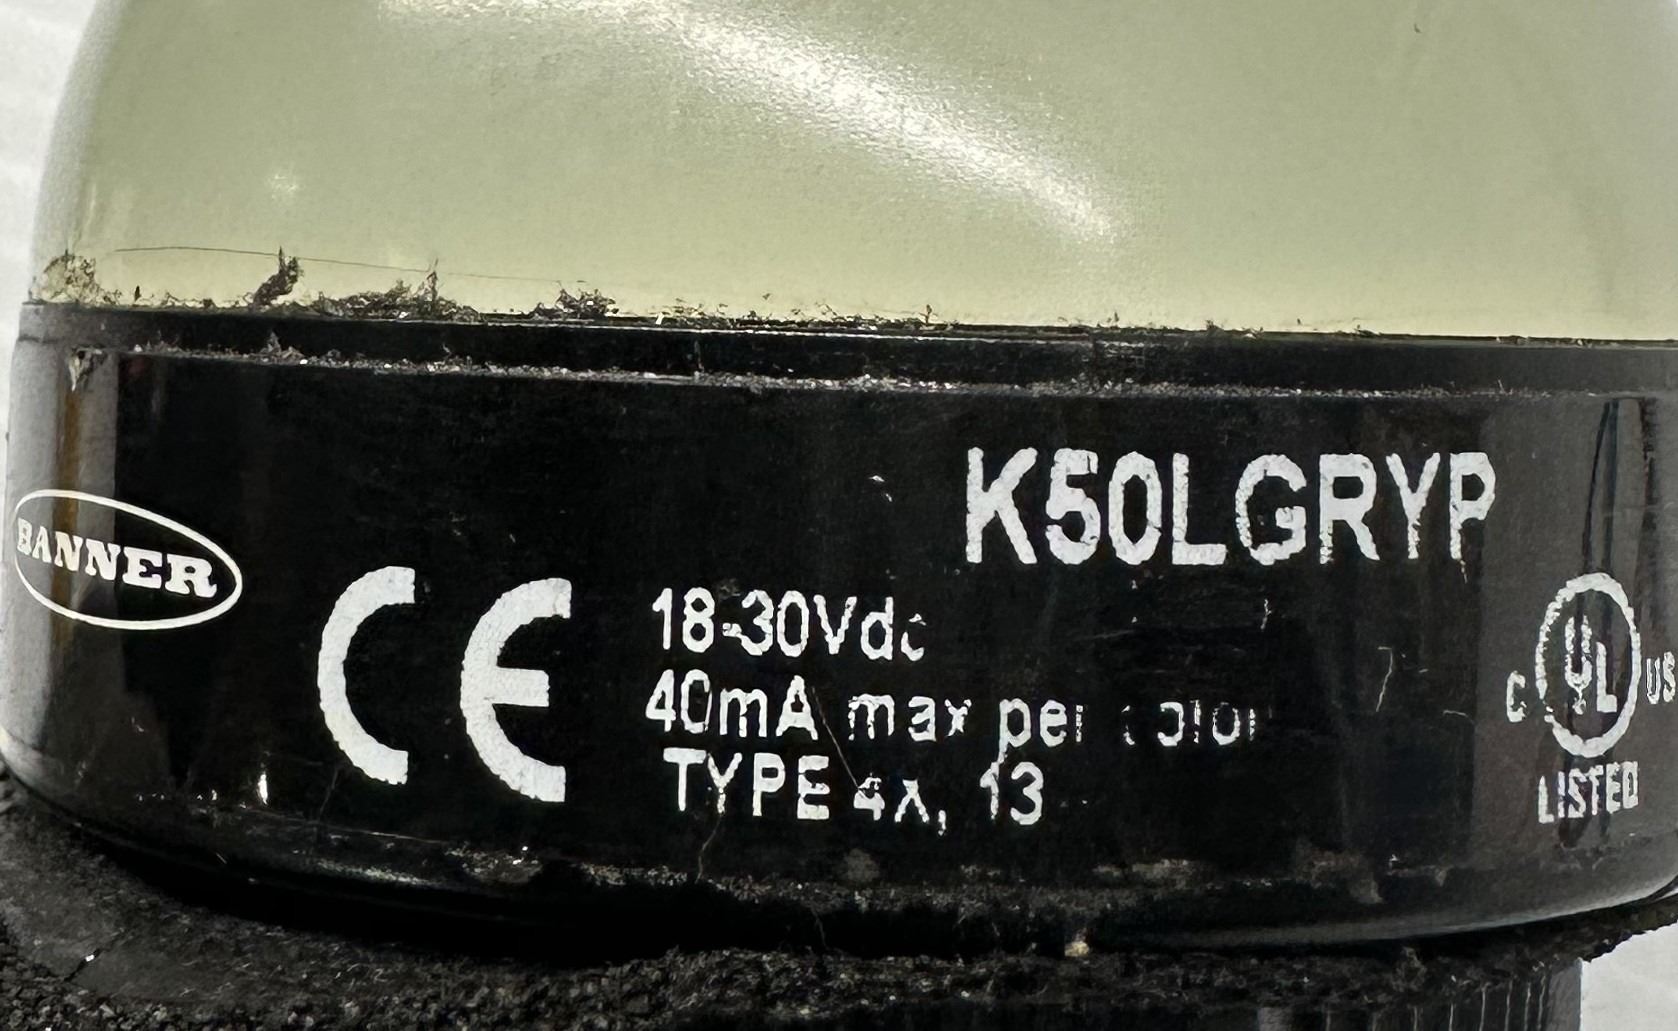 K50LGRYP
BANNER
CE
18-30Vdc
40mA max per color
TYPE 4x, 13
C UL US
LISTED